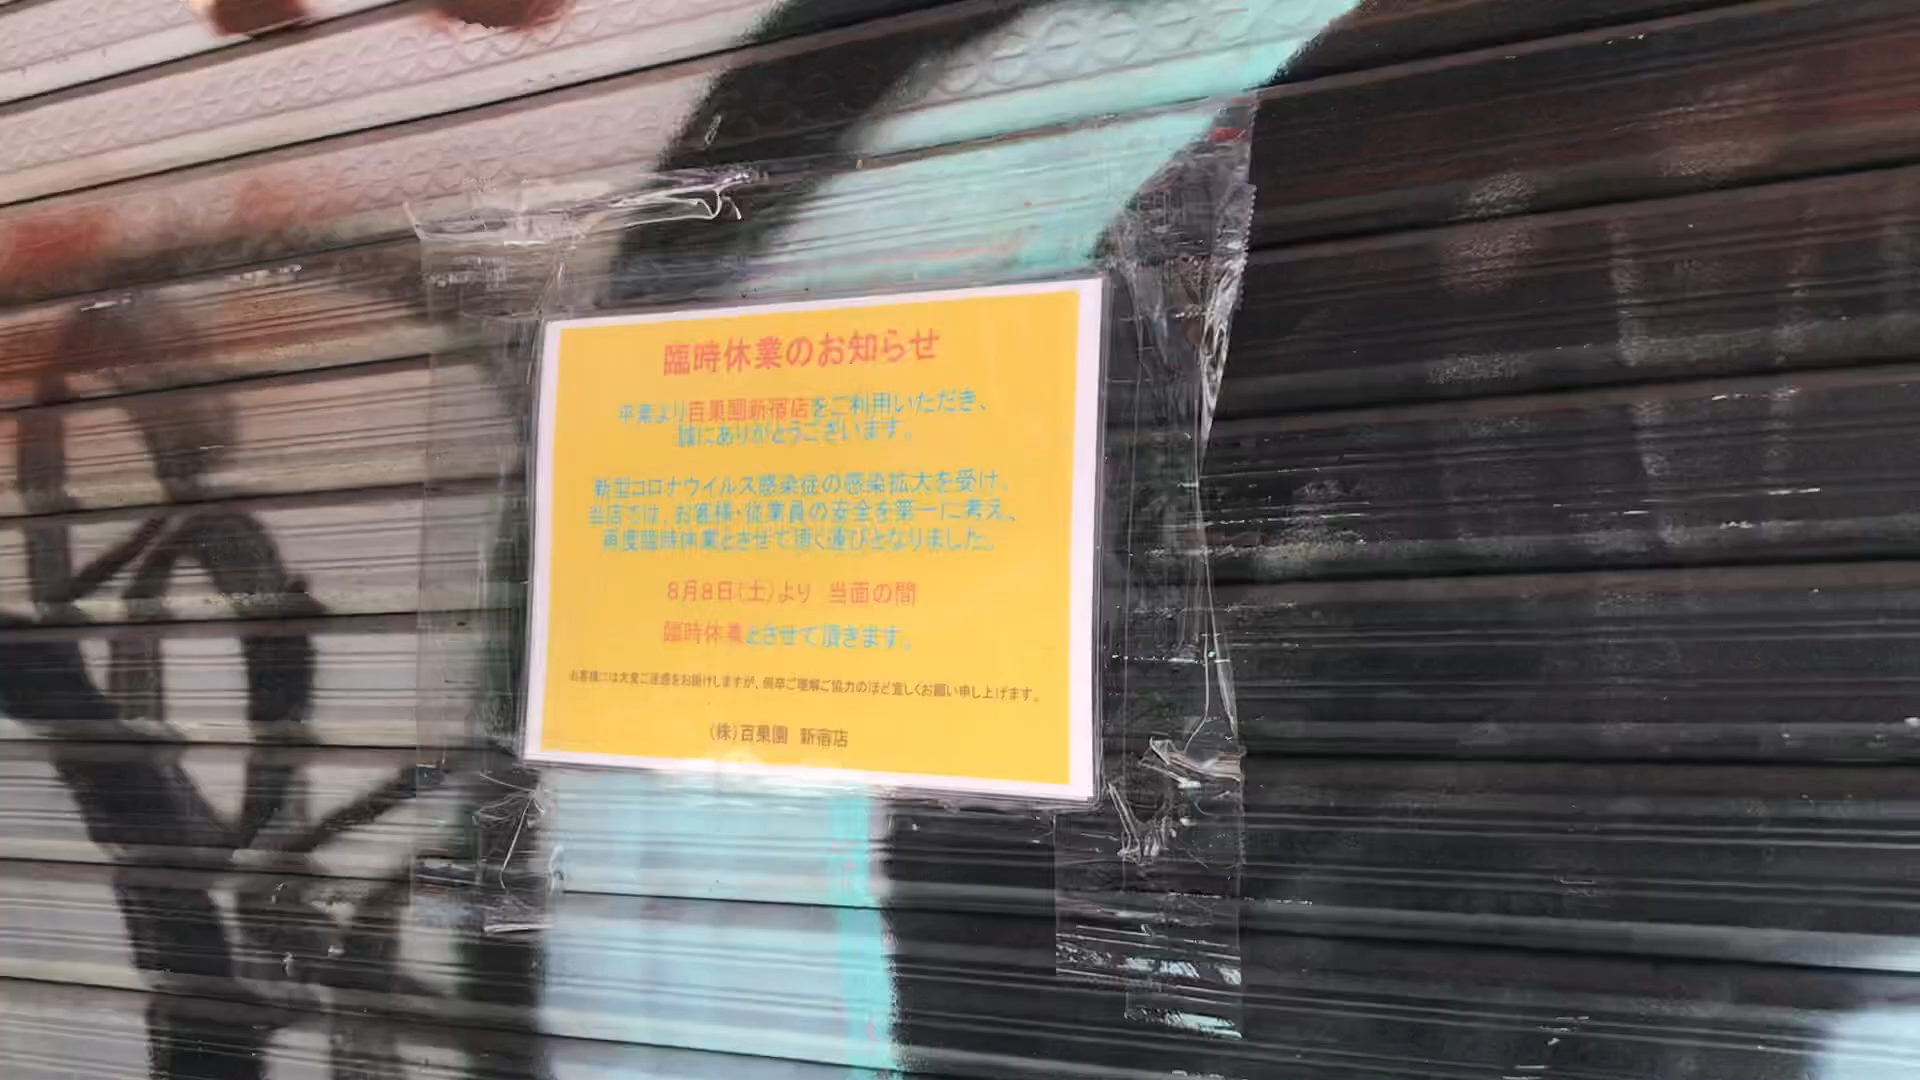 臨時休業のお知らせ
平素より百果園新宿店をご利用いただき、
誠にありがとうございます。
新型コロナウイルス感染症の感染拡大を受け、
当店では、お客様・従業員の安全を第一に考え、
再度臨時休業とさせて頂く運びとなりました。
8月8日(土)より 当面の間
臨時休業とさせて頂きます。
お客様には大変ご迷惑をお掛けしますが、何卒ご理解ご協力のほど宜しくお願い申し上げます。
(株)百果園 新宿店